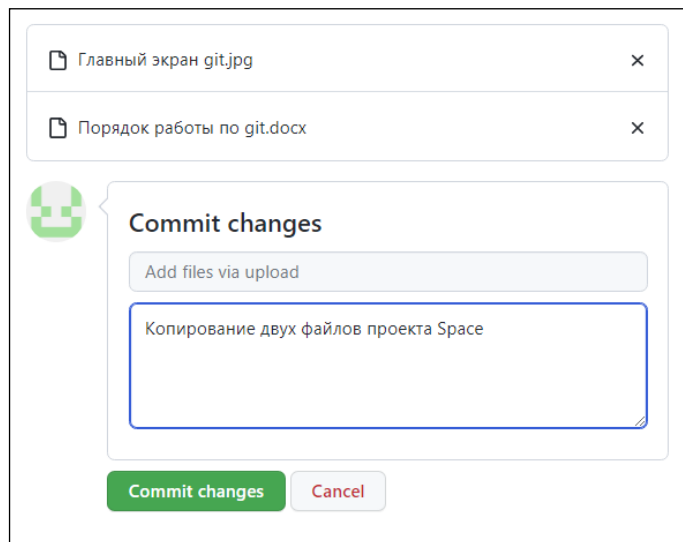 Главный экран git.jpg
Порядок работы по git.docx
Commit changes
Add files via upload
Копирование двух файлов проекта Space
Commit changes
Cancel